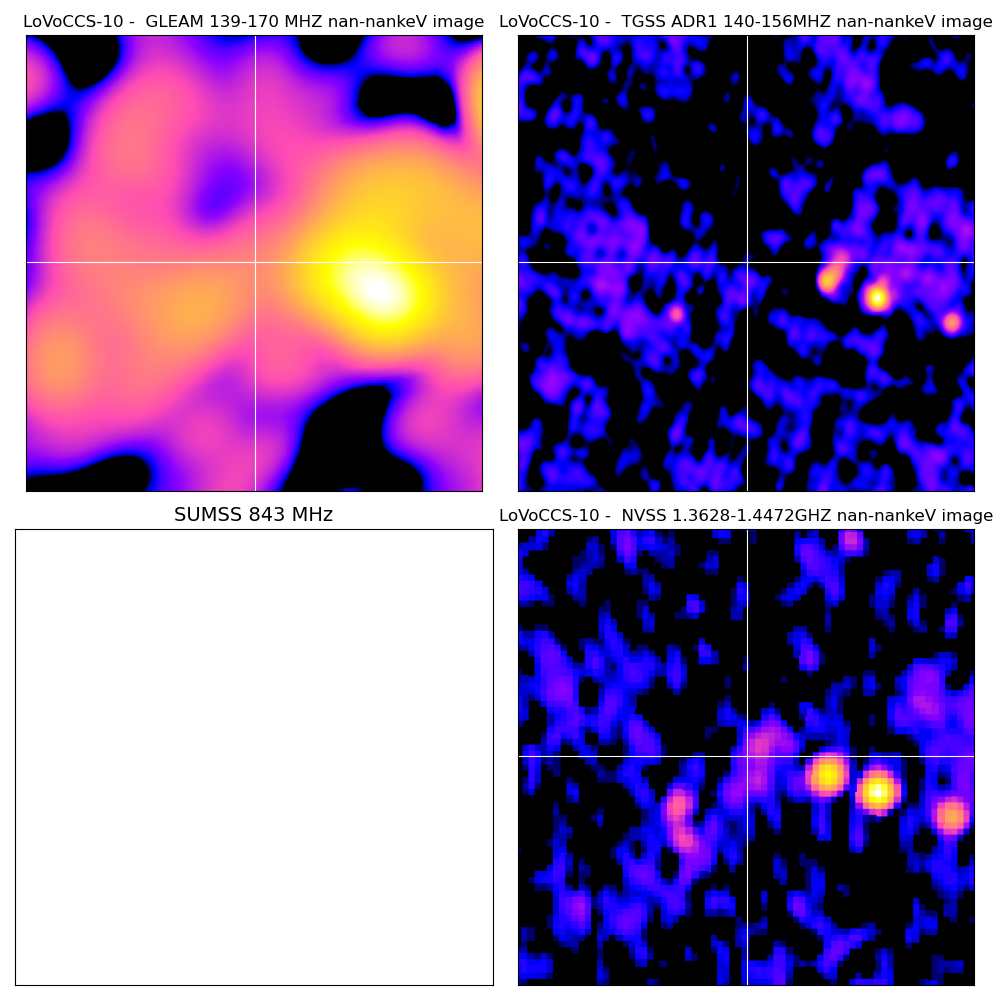 LoVoCCS-10 - GLEAM 139-170 MHZ nan-nankeV image
LoVoCCS-10 - TGSS ADR1 140-156MHZ nan-nankeV image
SUMSS 843 MHz
LoVoCCS-10 - NVSS 1.3628-1.4472GHZ nan-nankeV image